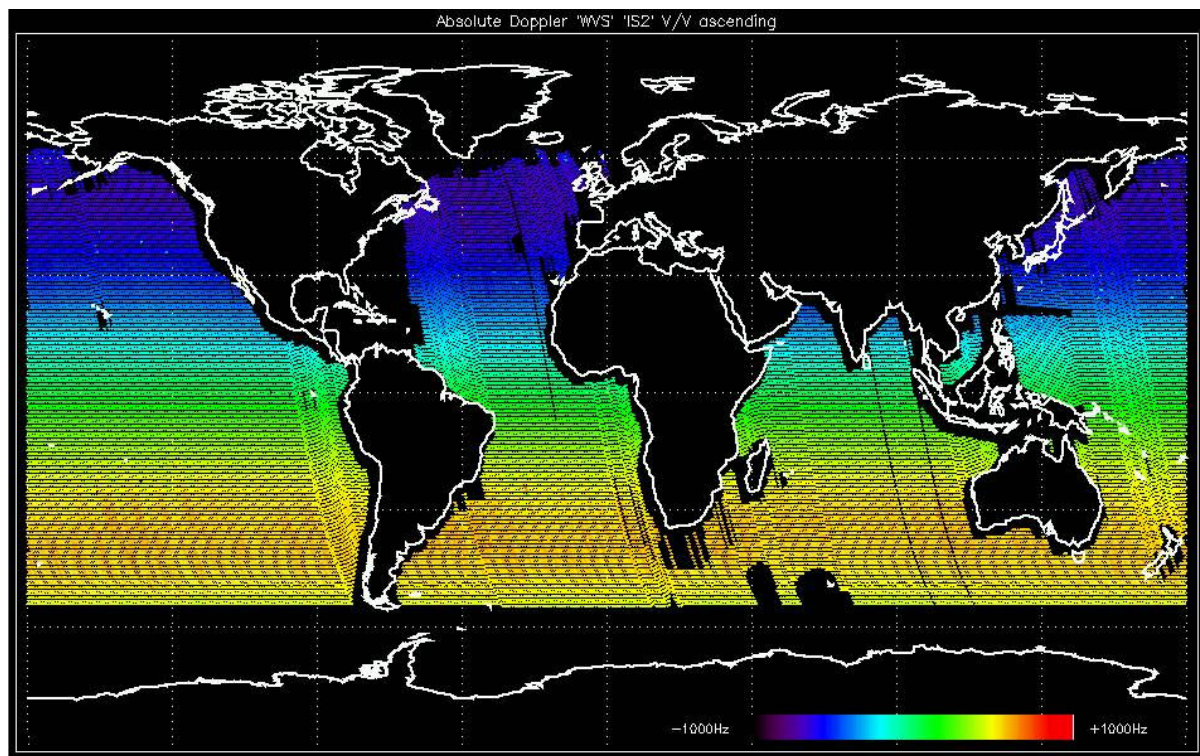 Absolute Doppler 'WVS' 'IS2' V/V ascending
−1000Hz +1000Hz